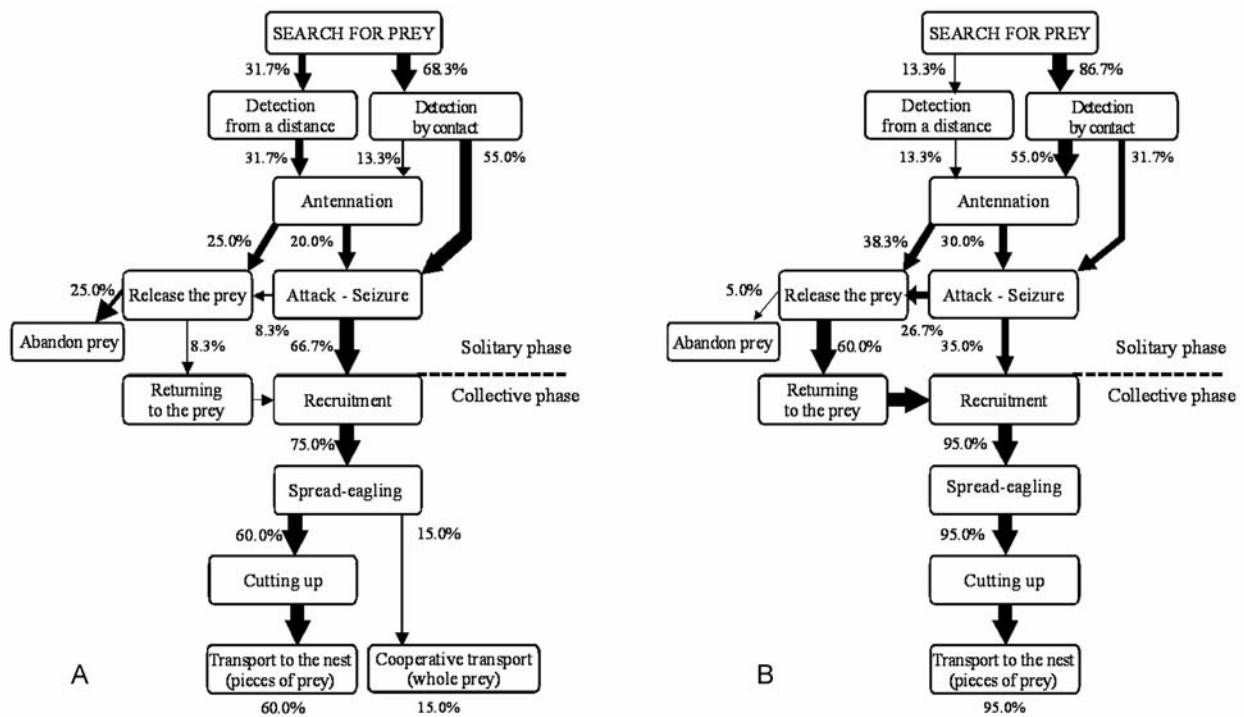 SEARCH FOR PREY
31.7%
68.3%
Detection
from a distance
Detection
by contact
31.7%
13.3%
55.0%
Antennation
25.0%
20.0%
Release the prey
Attack - Seizure
25.0%
8.3%
Abandon prey
8.3%
66.7%
Solitary phase
Returning
to the prey
Recruitment
Collective phase
75.0%
Spread-eagling
60.0%
15.0%
Cutting up
A
Transport to the nest
(pieces of prey)
Cooperative transport
(whole prey)
60.0%
15.0%
SEARCH FOR PREY
13.3%
86.7%
Detection
from a distance
Detection
by contact
13.3%
55.0%
31.7%
Antennation
38.3%
30.0%
Release the prey
Attack - Seizure
5.0%
26.7%
Abandon prey
60.0%
35.0%
Solitary phase
Returning
to the prey
Recruitment
Collective phase
95.0%
Spread-eagling
95.0%
Cutting up
B
Transport to the nest
(pieces of prey)
95.0%